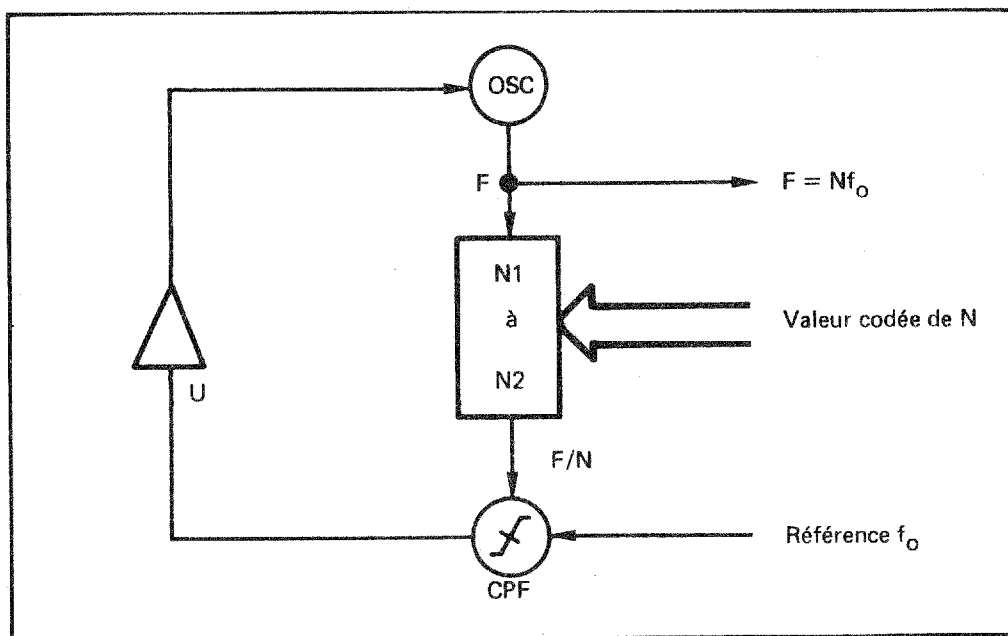 OSC
F
F = Nf₀
N1
à
N2
Valeur codée de N
U
F/N
Référence f₀
CPF